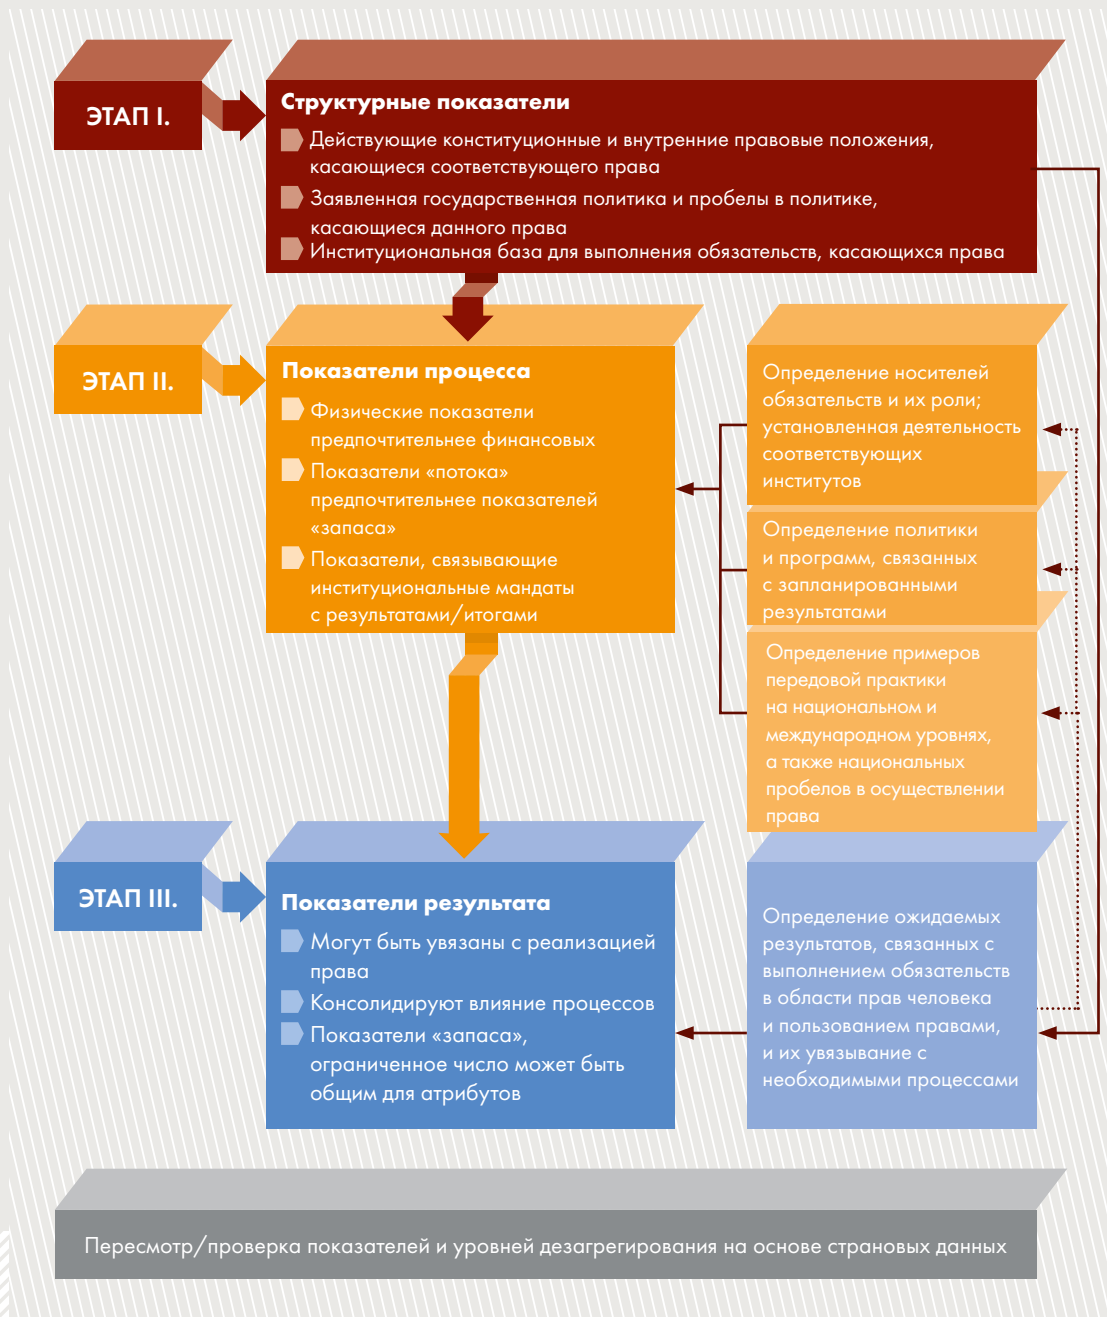 ЭТАП I.
Структурные показатели
Действующие конституционные и внутренние правовые положения,
касающиеся соответствующего права
Заявленная государственная политика и пробелы в политике,
касающиеся данного права
Институциональная база для выполнения обязательств, касающихся права
ЭТАП II.
Показатели процесса
Физические показатели
предпочтительнее финансовых
Показатели «потока»
предпочтительнее показателей
«запаса»
Показатели, связывающие
институциональные мандаты
с результатами/итогами
Определение носителей
обязательств и их роли;
установленная деятельность
соответствующих
институтов
Определение политики
и программ, связанных
с запланированными
результатами
Определение примеров
передовой практики
на национальном и
международном уровнях,
а также национальных
пробелов в осуществлении
права
ЭТАП III.
Показатели результата
Могут быть увязаны с реализацией
права
Консолидируют влияние процессов
Показатели «запаса»,
ограниченное число может быть
общим для атрибутов
Определение ожидаемых
результатов, связанных с
выполнением обязательств
в области прав человека
и пользованием правами,
и их увязывание с
необходимыми процессами
Пересмотр/проверка показателей и уровней дезагрегирования на основе страновых данных